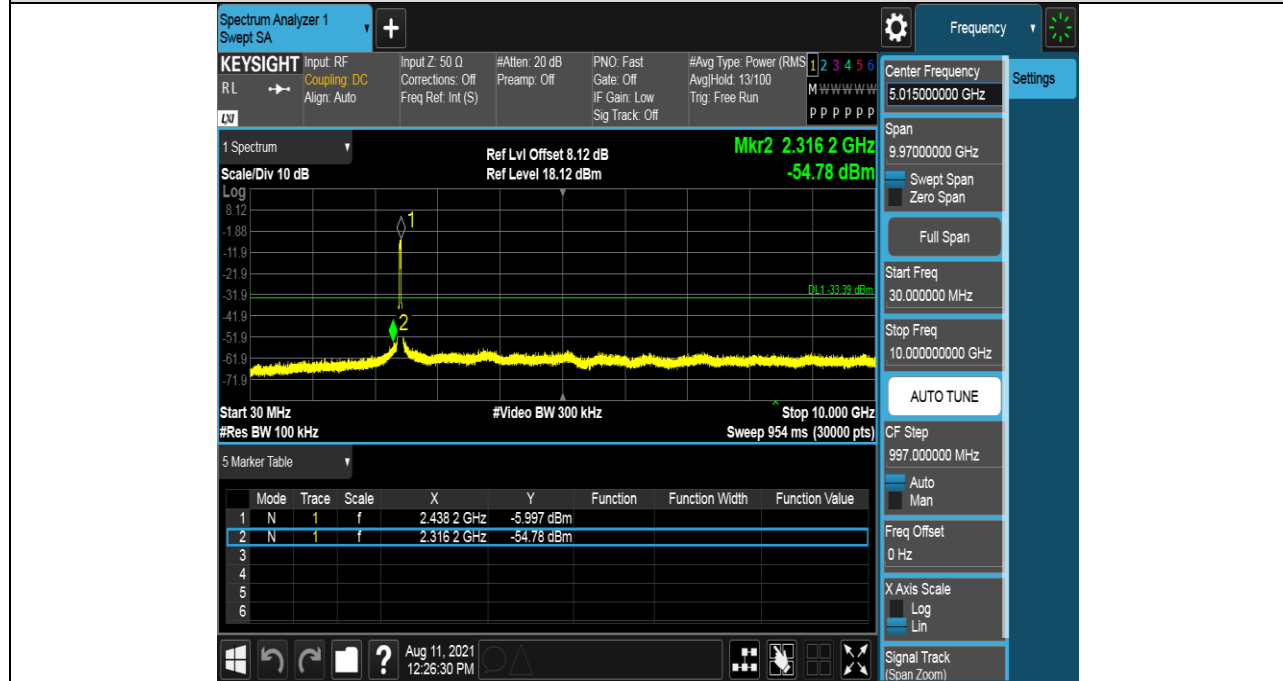 Spectrum Analyzer 1
Swept SA
+
Frequency
KEYSIGHT
RL
LXI
Input: RF
Coupling: DC
Align: Auto
Input Z: 50 Ω
Corrections: Off
Freq Ref: Int (S)
#Atten: 20 dB
Preamp: Off
PNO: Fast
Gate: Off
IF Gain: Low
Sig Track: Off
#Avg Type: Power (RMS
Avg|Hold: 13/100
Trig: Free Run
1 2 3 4 5 6
M W W W W W
P P P P P P
1 Spectrum
Scale/Div 10 dB
Ref Lvl Offset 8.12 dB
Ref Level 18.12 dBm
Mkr2 2.316 2 GHz
-54.78 dBm
Log
8.12
-1.88
-11.9
-21.9
-31.9
-41.9
-51.9
-61.9
-71.9
1
2
DL1 -33.39 dBm
Start 30 MHz
#Res BW 100 kHz
#Video BW 300 kHz
Stop 10.000 GHz
Sweep 954 ms (30000 pts)
5 Marker Table
Mode Trace Scale X Y Function Function Width Function Value
1 N 1 f 2.438 2 GHz -5.997 dBm
2 N 1 f 2.316 2 GHz -54.78 dBm
3
4
5
6
?
Aug 11, 2021
12:26:30 PM
Center Frequency
5.015000000 GHz
Settings
Span
9.97000000 GHz
Swept Span
Zero Span
Full Span
Start Freq
30.000000 MHz
Stop Freq
10.000000000 GHz
AUTO TUNE
CF Step
997.000000 MHz
Auto
Man
Freq Offset
0 Hz
X Axis Scale
Log
Lin
Signal Track
(Span Zoom)